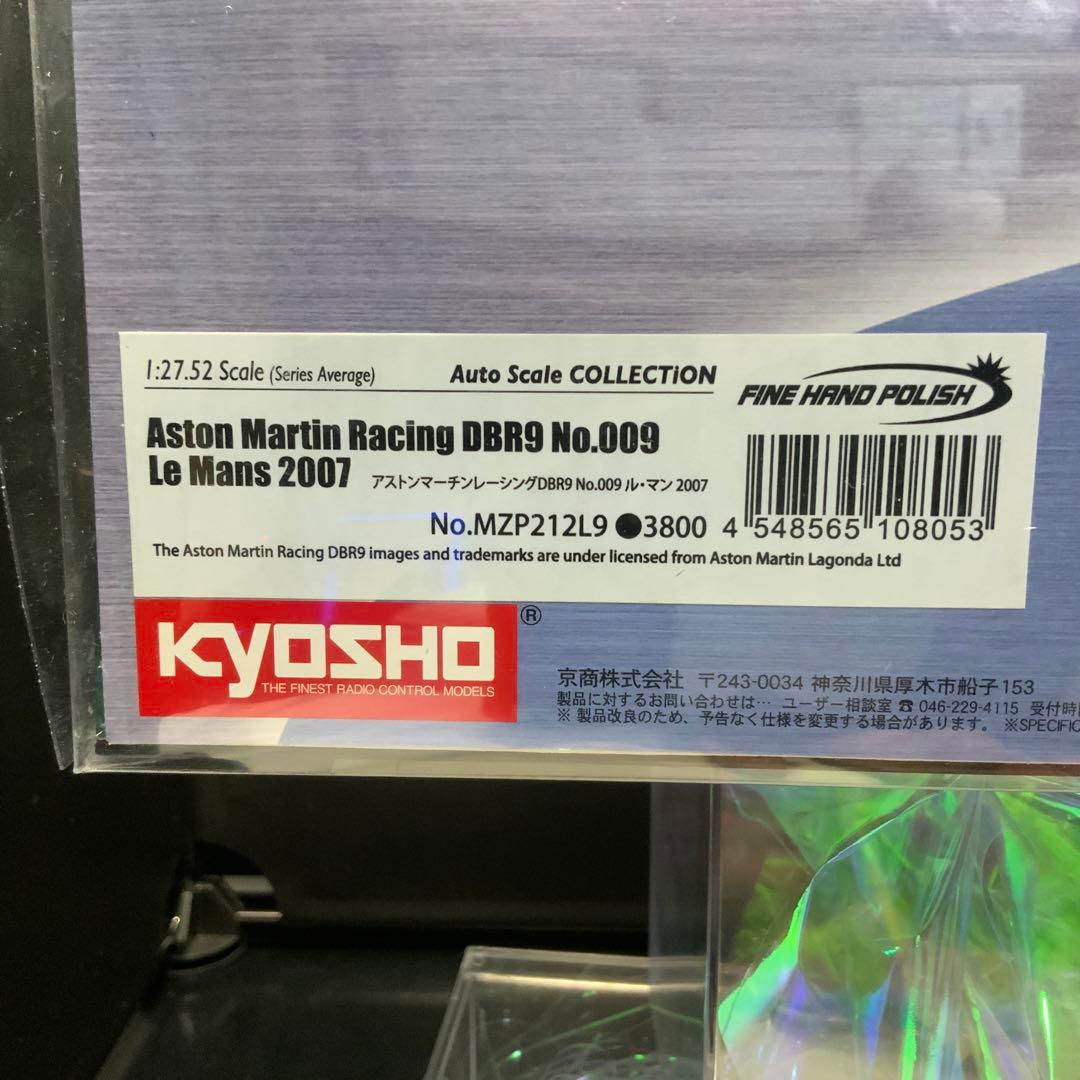 1:27.52 Scale (Series Average)
Auto Scale COLLECTiON
FINE HAND POLISH
Aston Martin Racing DBR9 No.009
Le Mans 2007 アストンマーチンレーシングDBR9 No.009 ル・マン 2007
No.MZP212L9 ●3800
4 548565 108053
The Aston Martin Racing DBR9 images and trademarks are under licensed from Aston Martin Lagonda Ltd
KYOSHO ®
THE FINEST RADIO CONTROL MODELS
京商株式会社 〒243-0034 神奈川県厚木市船子153
製品に対するお問い合わせは… ユーザー相談室 ☎ 046-229-4115 受付時
※ 製品改良のため、予告なく仕様を変更する場合があります。 ※SPECIFIC